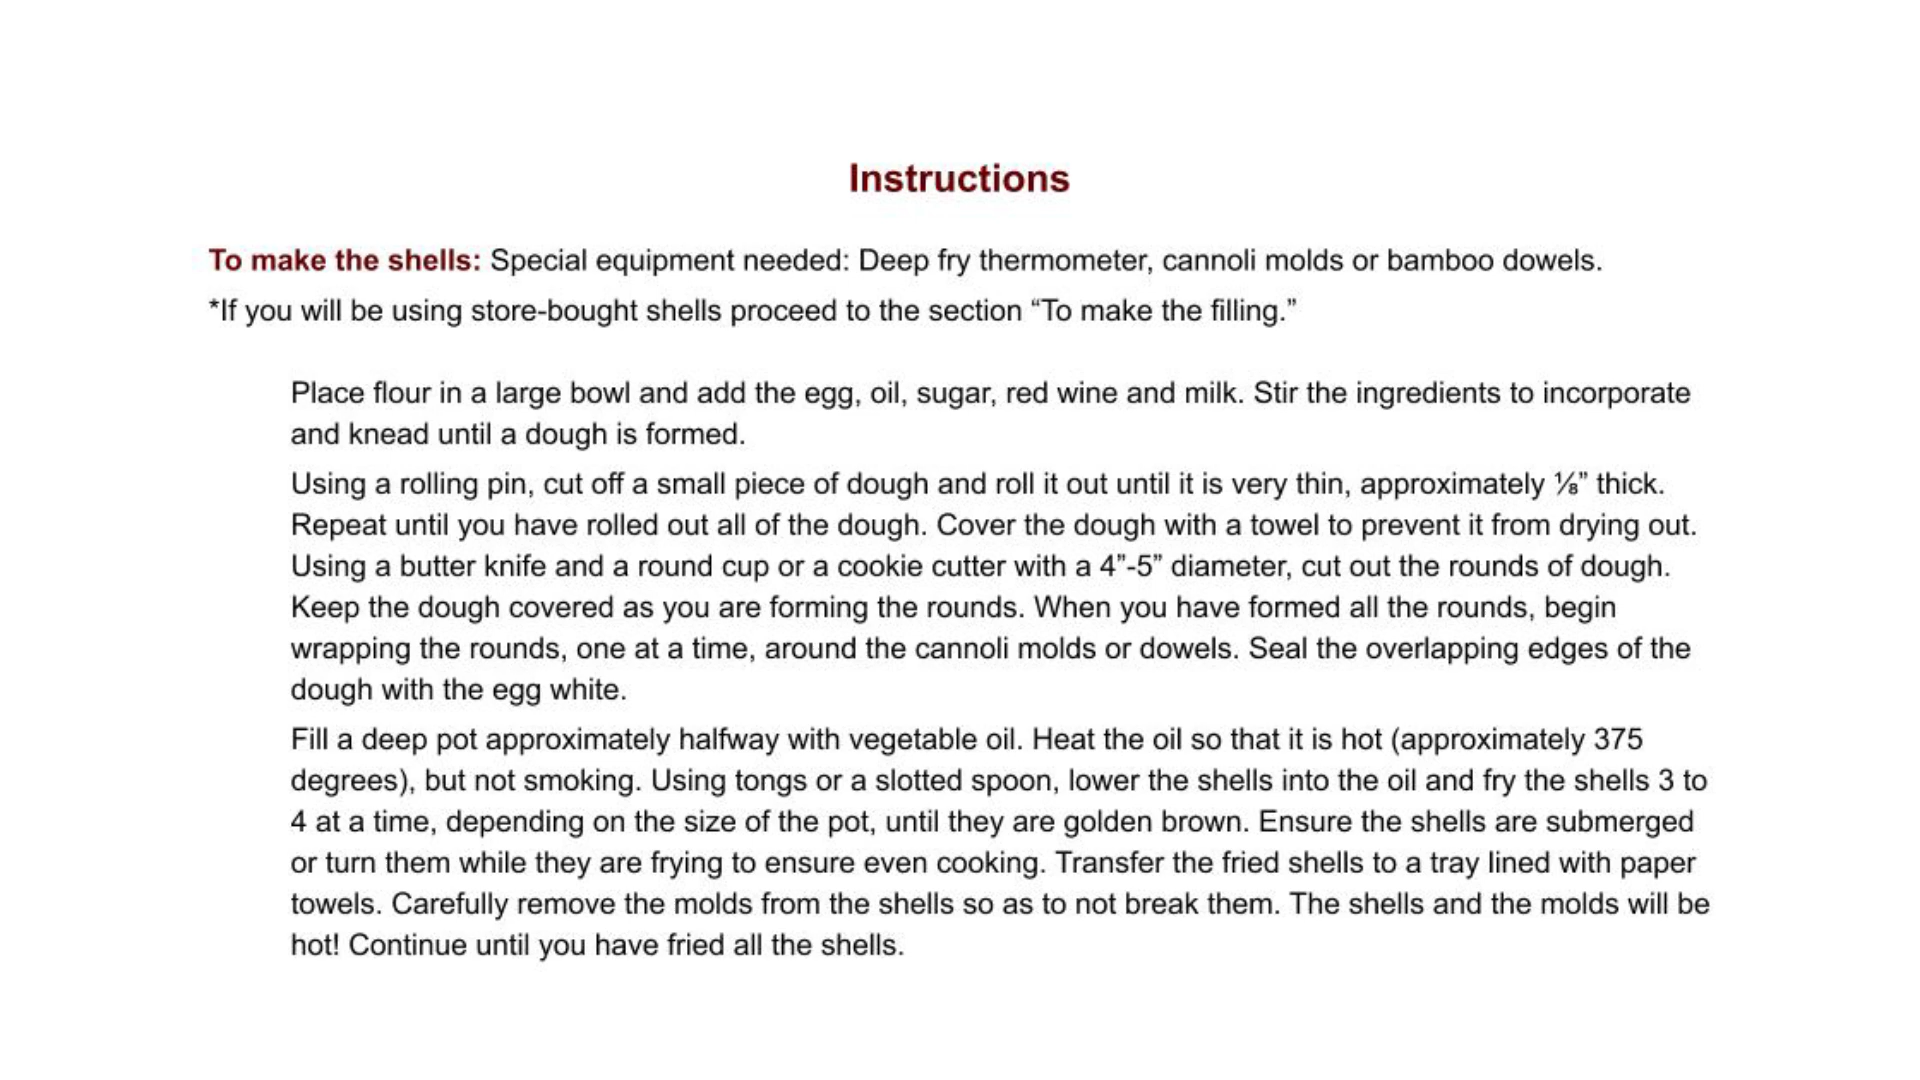 Instructions
To make the shells: Special equipment needed: Deep fry thermometer, cannoli molds or bamboo dowels.
*If you will be using store-bought shells proceed to the section “To make the filling.”
Place flour in a large bowl and add the egg, oil, sugar, red wine and milk. Stir the ingredients to incorporate
and knead until a dough is formed.
Using a rolling pin, cut off a small piece of dough and roll it out until it is very thin, approximately ⅛” thick.
Repeat until you have rolled out all of the dough. Cover the dough with a towel to prevent it from drying out.
Using a butter knife and a round cup or a cookie cutter with a 4”-5” diameter, cut out the rounds of dough.
Keep the dough covered as you are forming the rounds. When you have formed all the rounds, begin
wrapping the rounds, one at a time, around the cannoli molds or dowels. Seal the overlapping edges of the
dough with the egg white.
Fill a deep pot approximately halfway with vegetable oil. Heat the oil so that it is hot (approximately 375
degrees), but not smoking. Using tongs or a slotted spoon, lower the shells into the oil and fry the shells 3 to
4 at a time, depending on the size of the pot, until they are golden brown. Ensure the shells are submerged
or turn them while they are frying to ensure even cooking. Transfer the fried shells to a tray lined with paper
towels. Carefully remove the molds from the shells so as to not break them. The shells and the molds will be
hot! Continue until you have fried all the shells.